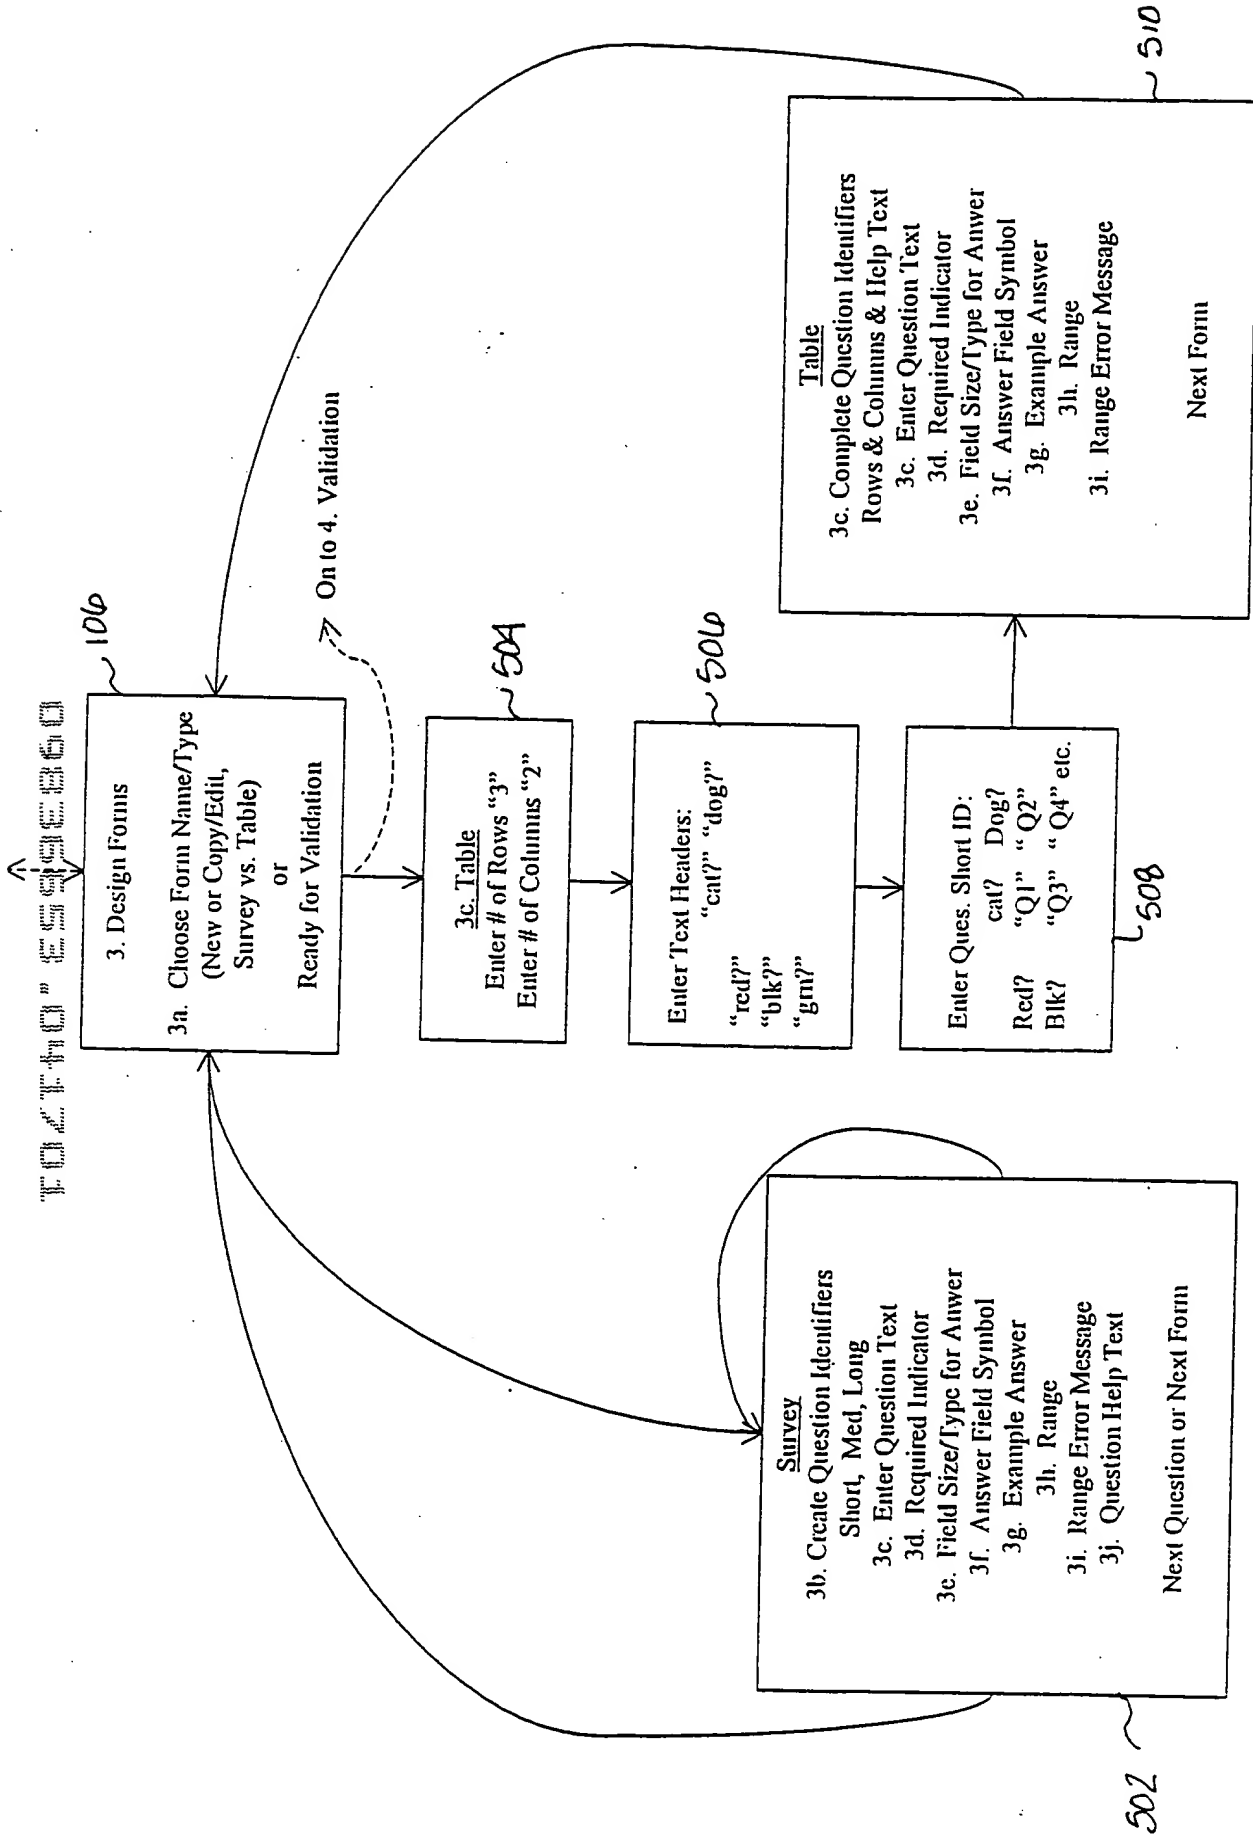 09836953 . 041701
3. Design Forms
3a. Choose Form Name/Type
(New or Copy/Edit,
Survey vs. Table)
or
Ready for Validation
106
On to 4. Validation
3c. Table
Enter # of Rows “3”
Enter # of Columns “2”
504
Enter Text Headers:
“cat?” “dog?”
“red?”
“blk?”
“grn?”
506
Enter Ques. Short ID:
cat? Dog?
Red? “Q1” “ Q2”
Blk? “Q3” “ Q4” etc.
508
Survey
3b. Create Question Identifiers
Short, Med, Long
3c. Enter Question Text
3d. Required Indicator
3e. Field Size/Type for Anwer
3f. Answer Field Symbol
3g. Example Answer
3h. Range
3i. Range Error Message
3j. Question Help Text
Next Question or Next Form
502
Table
3c. Complete Question Identifiers
Rows & Columns & Help Text
3c. Enter Question Text
3d. Required Indicator
3e. Field Size/Type for Anwer
3f. Answer Field Symbol
3g. Example Answer
3h. Range
3i. Range Error Message
Next Form
510